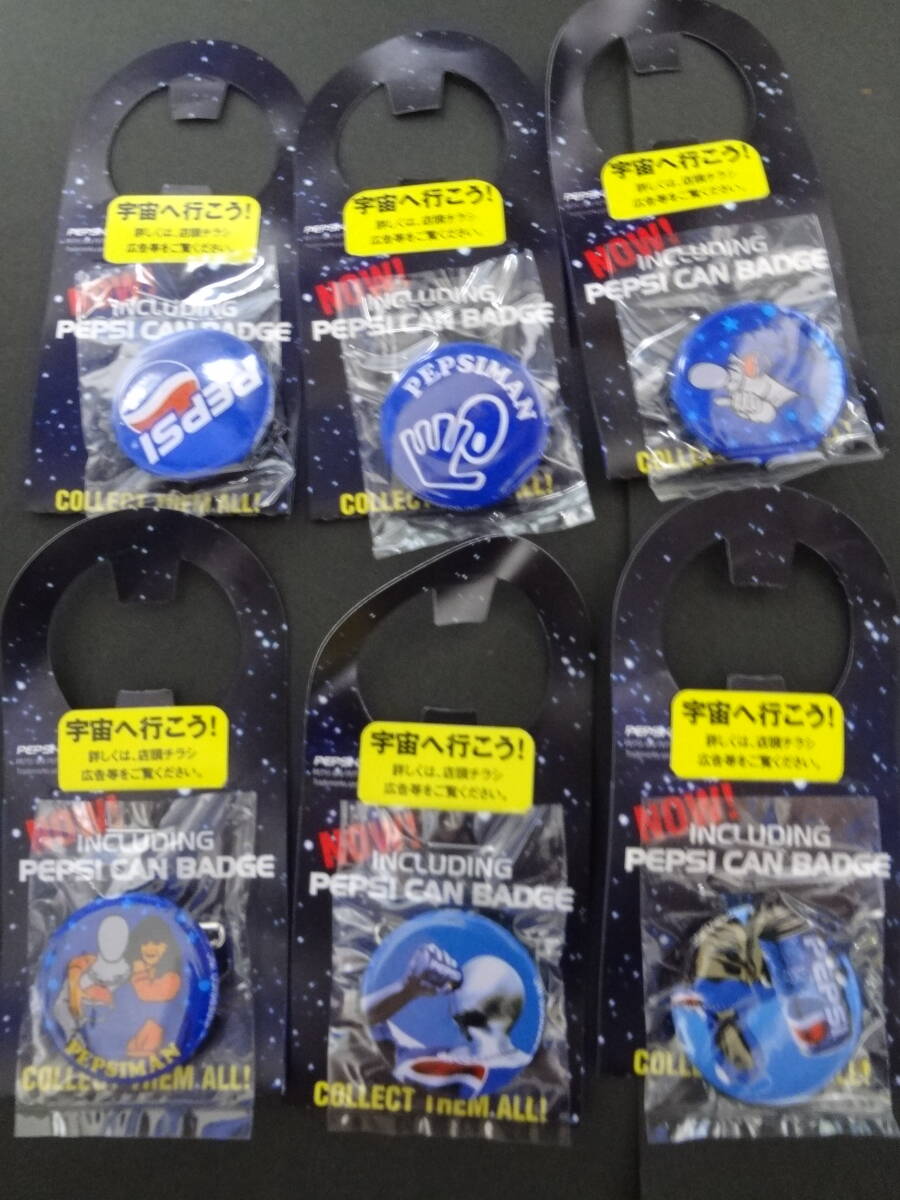 宇宙へ行こう!
詳しくは、店頭チラシ
広告等をご覧ください。
NOW!
INCLUDING
PEPSI CAN BADGE
PEPSI
COLLECT THEM ALL!
宇宙へ行こう!
詳しくは、店頭チラシ
広告等をご覧ください。
NOW!
INCLUDING
PEPSI CAN BADGE
PEPSIMAN
COLLECT THEM ALL!
宇宙へ行こう!
詳しくは、店頭チラシ
広告等をご覧ください。
NOW!
INCLUDING
PEPSI CAN BADGE
宇宙へ行こう!
詳しくは、店頭チラシ
広告等をご覧ください。
NOW!
INCLUDING
PEPSI CAN BADGE
PEPSIMAN
COLLECT THEM ALL!
宇宙へ行こう!
詳しくは、店頭チラシ
広告等をご覧ください。
NOW!
INCLUDING
PEPSI CAN BADGE
COLLECT THEM ALL!
宇宙へ行こう!
詳しくは、店頭チラシ
広告等をご覧ください。
NOW!
INCLUDING
PEPSI CAN BADGE
PEPSI